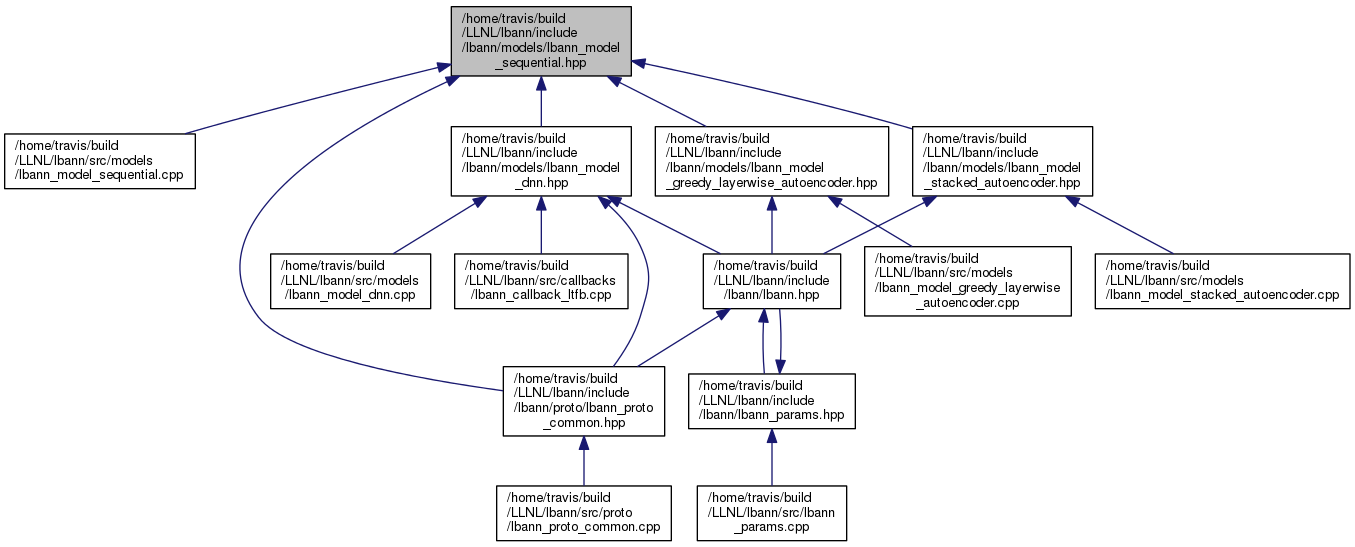 /home/travis/build
/LLNL/lbann/include
/lbann/models/lbann_model
_sequential.hpp
/home/travis/build
/LLNL/lbann/src/models
/lbann_model_sequential.cpp
/home/travis/build
/LLNL/lbann/include
/lbann/models/lbann_model
_dnn.hpp
/home/travis/build
/LLNL/lbann/include
/lbann/models/lbann_model
_greedy_layerwise_autoencoder.hpp
/home/travis/build
/LLNL/lbann/include
/lbann/models/lbann_model
_stacked_autoencoder.hpp
/home/travis/build
/LLNL/lbann/src/models
/lbann_model_dnn.cpp
/home/travis/build
/LLNL/lbann/src/callbacks
/lbann_callback_ltfb.cpp
/home/travis/build
/LLNL/lbann/include
/lbann/lbann.hpp
/home/travis/build
/LLNL/lbann/src/models
/lbann_model_greedy_layerwise
_autoencoder.cpp
/home/travis/build
/LLNL/lbann/src/models
/lbann_model_stacked_autoencoder.cpp
/home/travis/build
/LLNL/lbann/include
/lbann/proto/lbann_proto
_common.hpp
/home/travis/build
/LLNL/lbann/include
/lbann/lbann_params.hpp
/home/travis/build
/LLNL/lbann/src/proto
/lbann_proto_common.cpp
/home/travis/build
/LLNL/lbann/src/lbann
_params.cpp